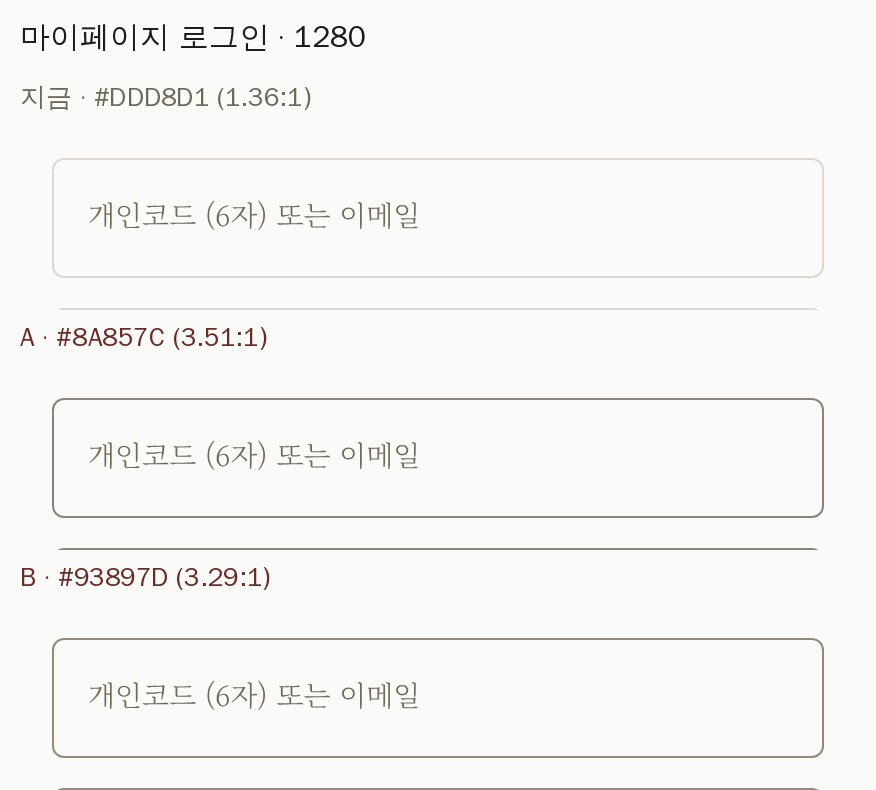 마이페이지 로그인 · 1280
지금 · #DDD8D1 (1.36:1)
개인코드 (6자) 또는 이메일
A · #8A857C (3.51:1)
개인코드 (6자) 또는 이메일
B · #93897D (3.29:1)
개인코드 (6자) 또는 이메일